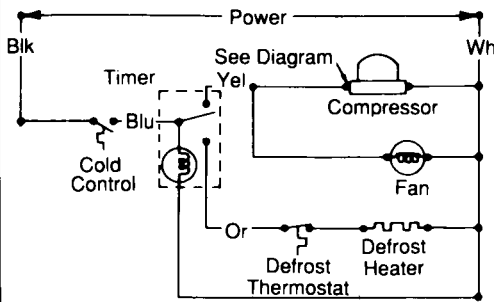 Power
Blk
Wh
See Diagram
Timer
Yel
Compressor
Blu
Cold
Control
Fan
Or
Defrost
Thermostat
Defrost
Heater